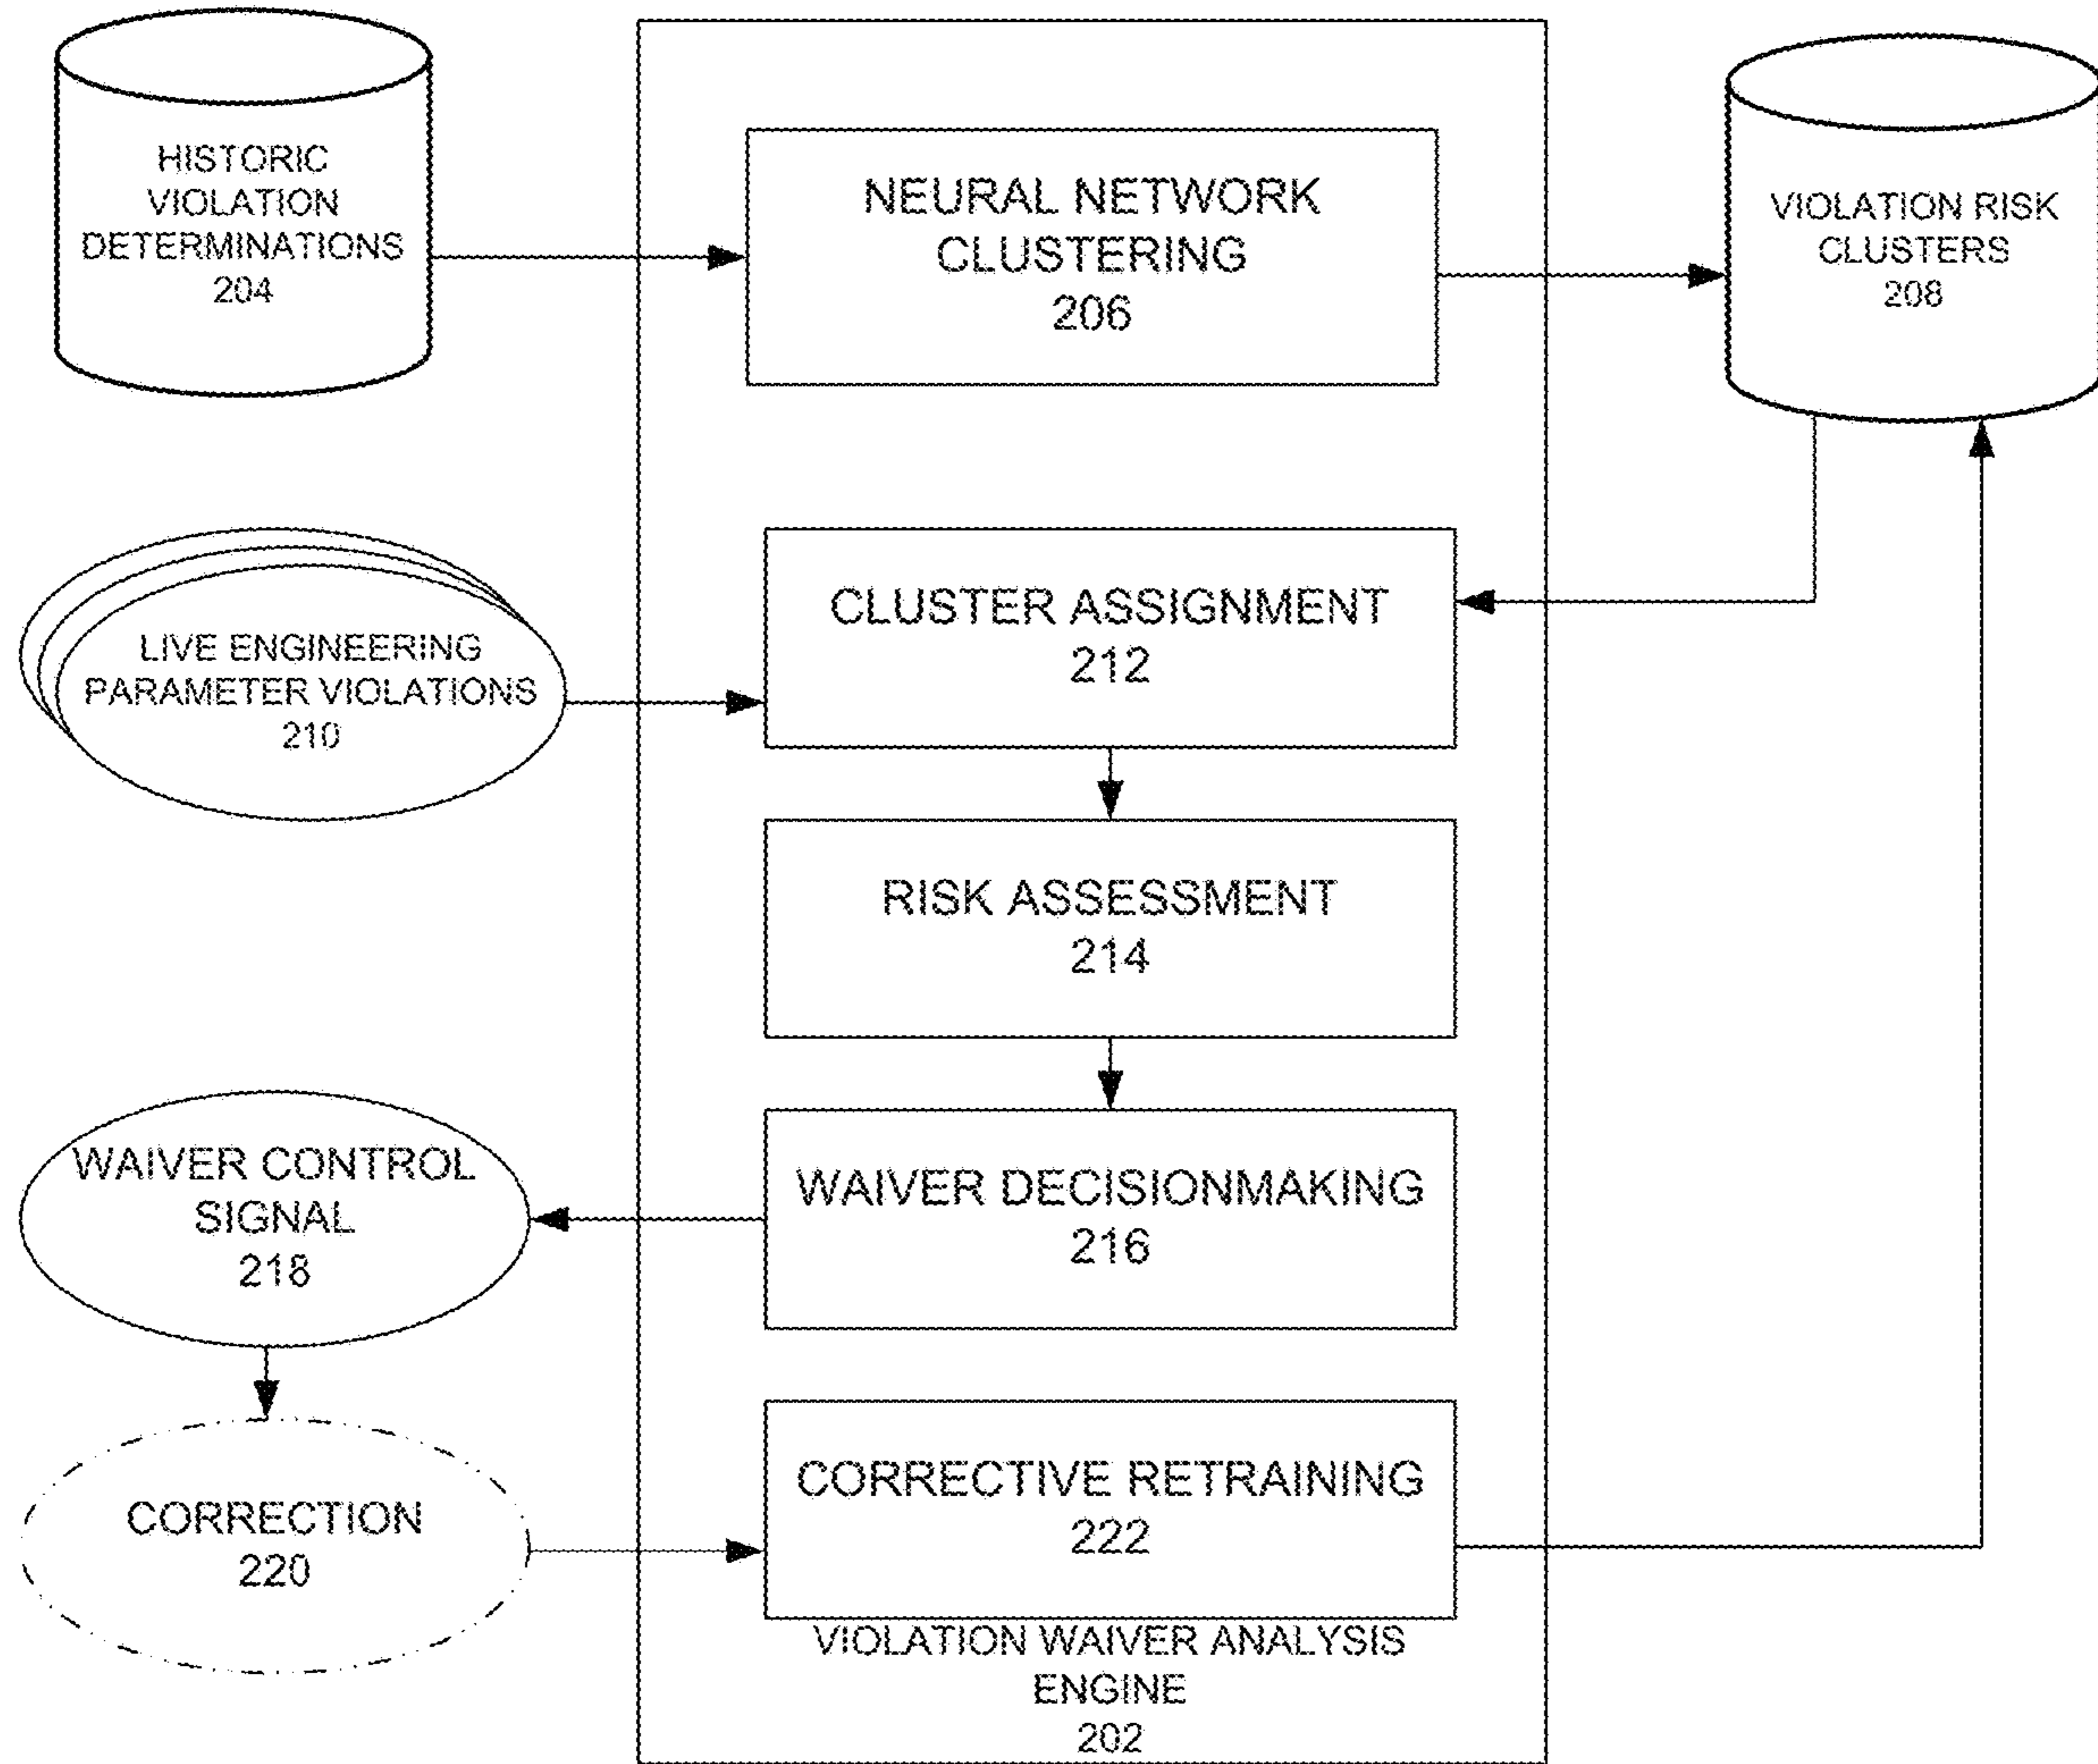 HISTORIC
VIOLATION
DETERMINATIONS
204
NEURAL NETWORK
CLUSTERING
206
VIOLATION RISK
CLUSTERS
208
LIVE ENGINEERING
PARAMETER VIOLATIONS
210
CLUSTER ASSIGNMENT
212
RISK ASSESSMENT
214
WAIVER DECISIONMAKING
216
WAIVER CONTROL
SIGNAL
218
CORRECTION
220
CORRECTIVE RETRAINING
222
VIOLATION WAIVER ANALYSIS
ENGINE
202